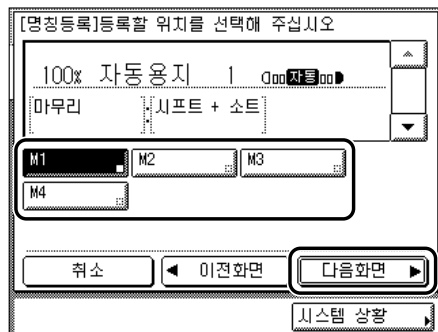 [명칭등록]등록할 위치를 선택해 주십시오
100% 자동용지 1 자동
마무리 : 시프트 + 소트
M1 M2 M3
M4
취소 ◀ 이전화면 다음화면 ▶
시스템 상황